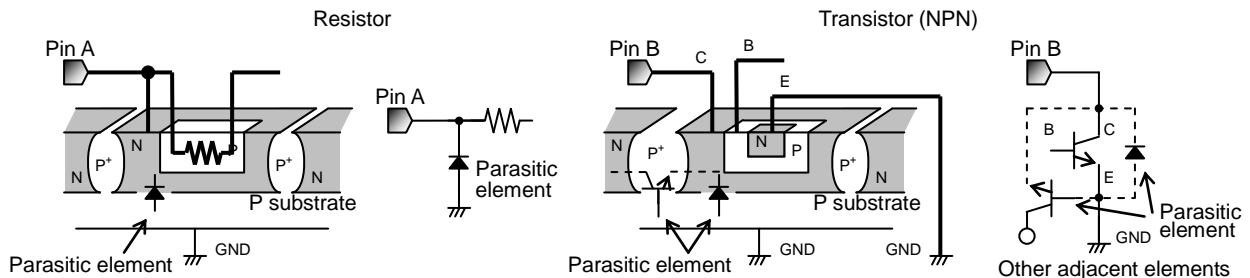 Resistor
Pin A
N
P
P+
P+
N
N
Parasitic element
P substrate
GND
Pin A
Parasitic
element
Transistor (NPN)
Pin B
C
B
E
N
P
P+
P+
N
N
P substrate
Parasitic element
GND
GND
Pin B
B
C
E
GND
Parasitic
element
Other adjacent elements